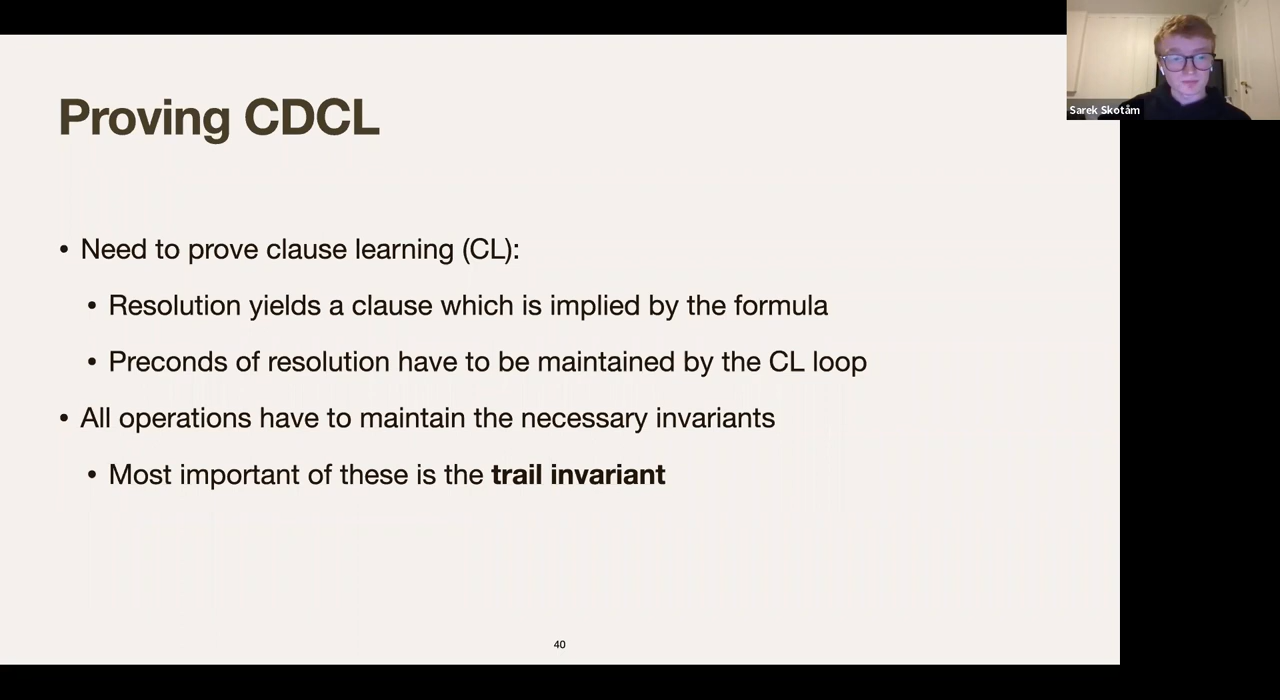 Sarek Skotåm
Proving CDCL
• Need to prove clause learning (CL):
• Resolution yields a clause which is implied by the formula
• Preconds of resolution have to be maintained by the CL loop
• All operations have to maintain the necessary invariants
• Most important of these is the trail invariant
40